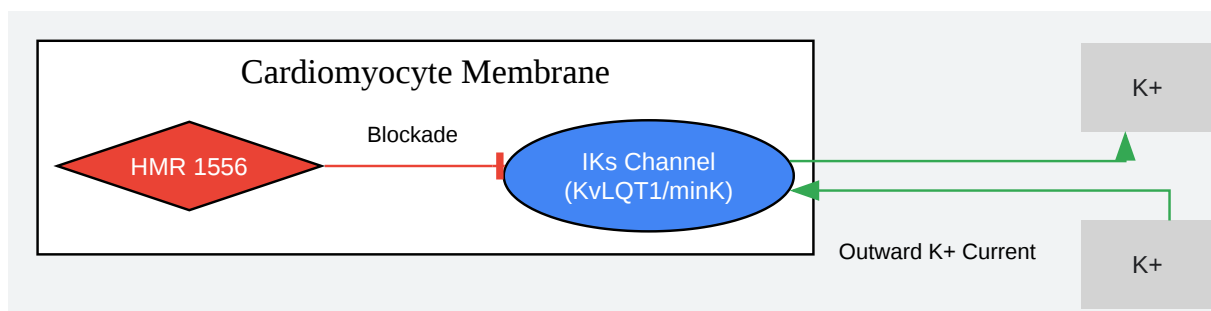 Cardiomyocyte Membrane
K+
Blockade
HMR 1556
IKs Channel
(KvLQT1/minK)
Outward K+ Current
K+